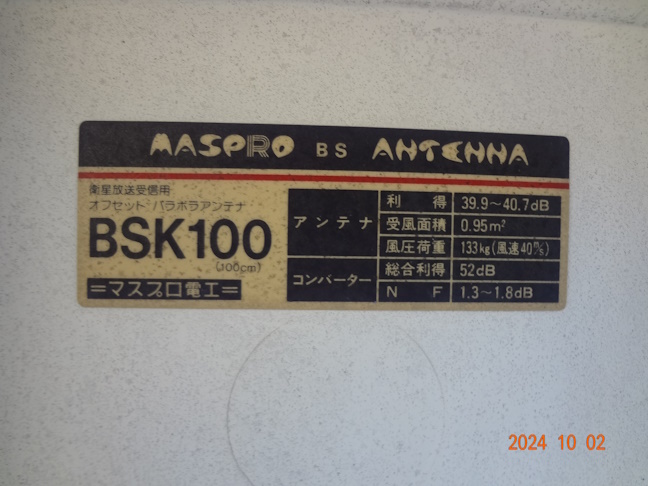 MASPRO BS ANTENNA
衛星放送受信用
オフセット パラボラアンテナ
BSK100
(100cm)
=マスプロ電工=
アンテナ
利 得 39.9〜40.7dB
受風面積 0.95m²
風圧荷重 133kg(風速40m/s)
コンバーター
総合利得 52dB
N F 1.3〜1.8dB
2024 10 02